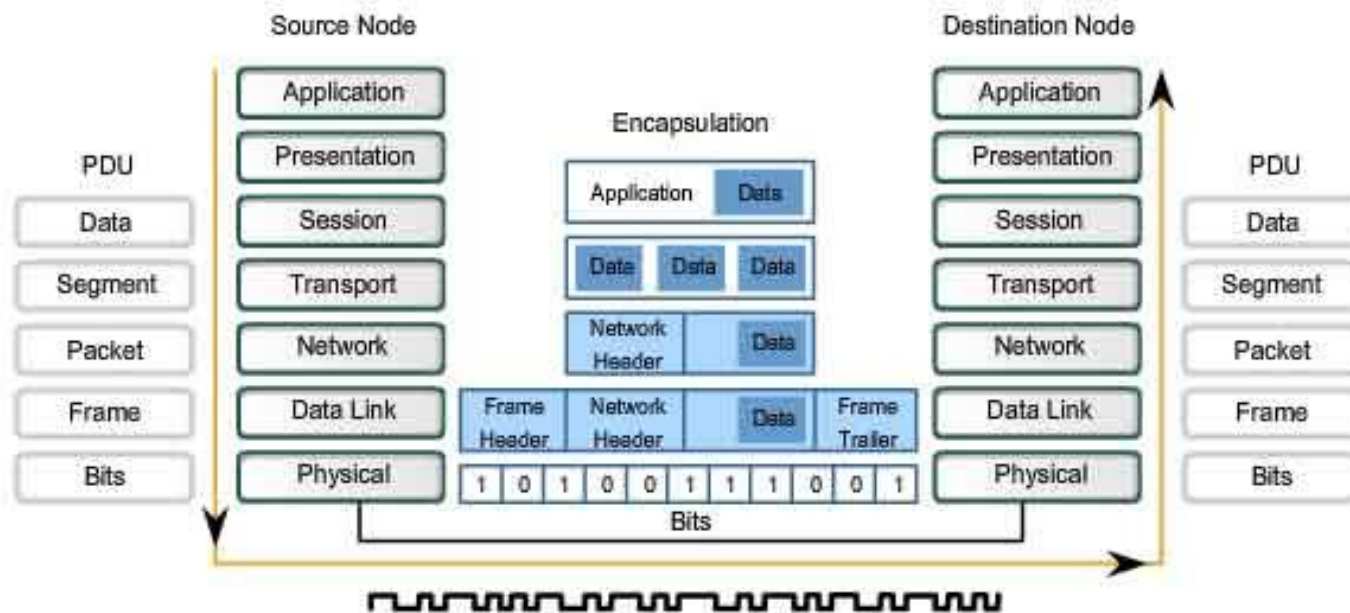 Source Node
Destination Node
Application
Application
Encapsulation
Presentation
Presentation
PDU
PDU
Application Data
Data
Session
Session
Data
Data Data Data
Segment
Transport
Transport
Segment
Network Header
Data
Packet
Network
Network
Packet
Frame Header
Network Header
Data
Frame Trailer
Frame
Data Link
Data Link
Frame
Bits
Physical
1 0 1 0 0 1 1 1 0 0 1
Physical
Bits
Bits